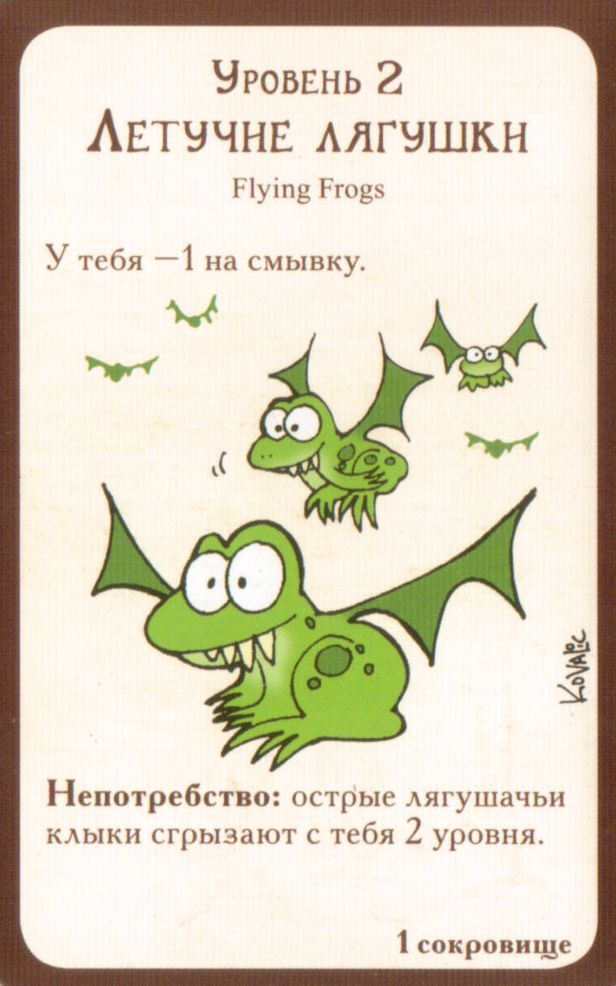 Уровень 2
Летучие лягушки
Flying Frogs
У тебя –1 на смывку.
Kovalic
Непотребство: острые лягушачьи
клыки сгрызают с тебя 2 уровня.
1 сокровище